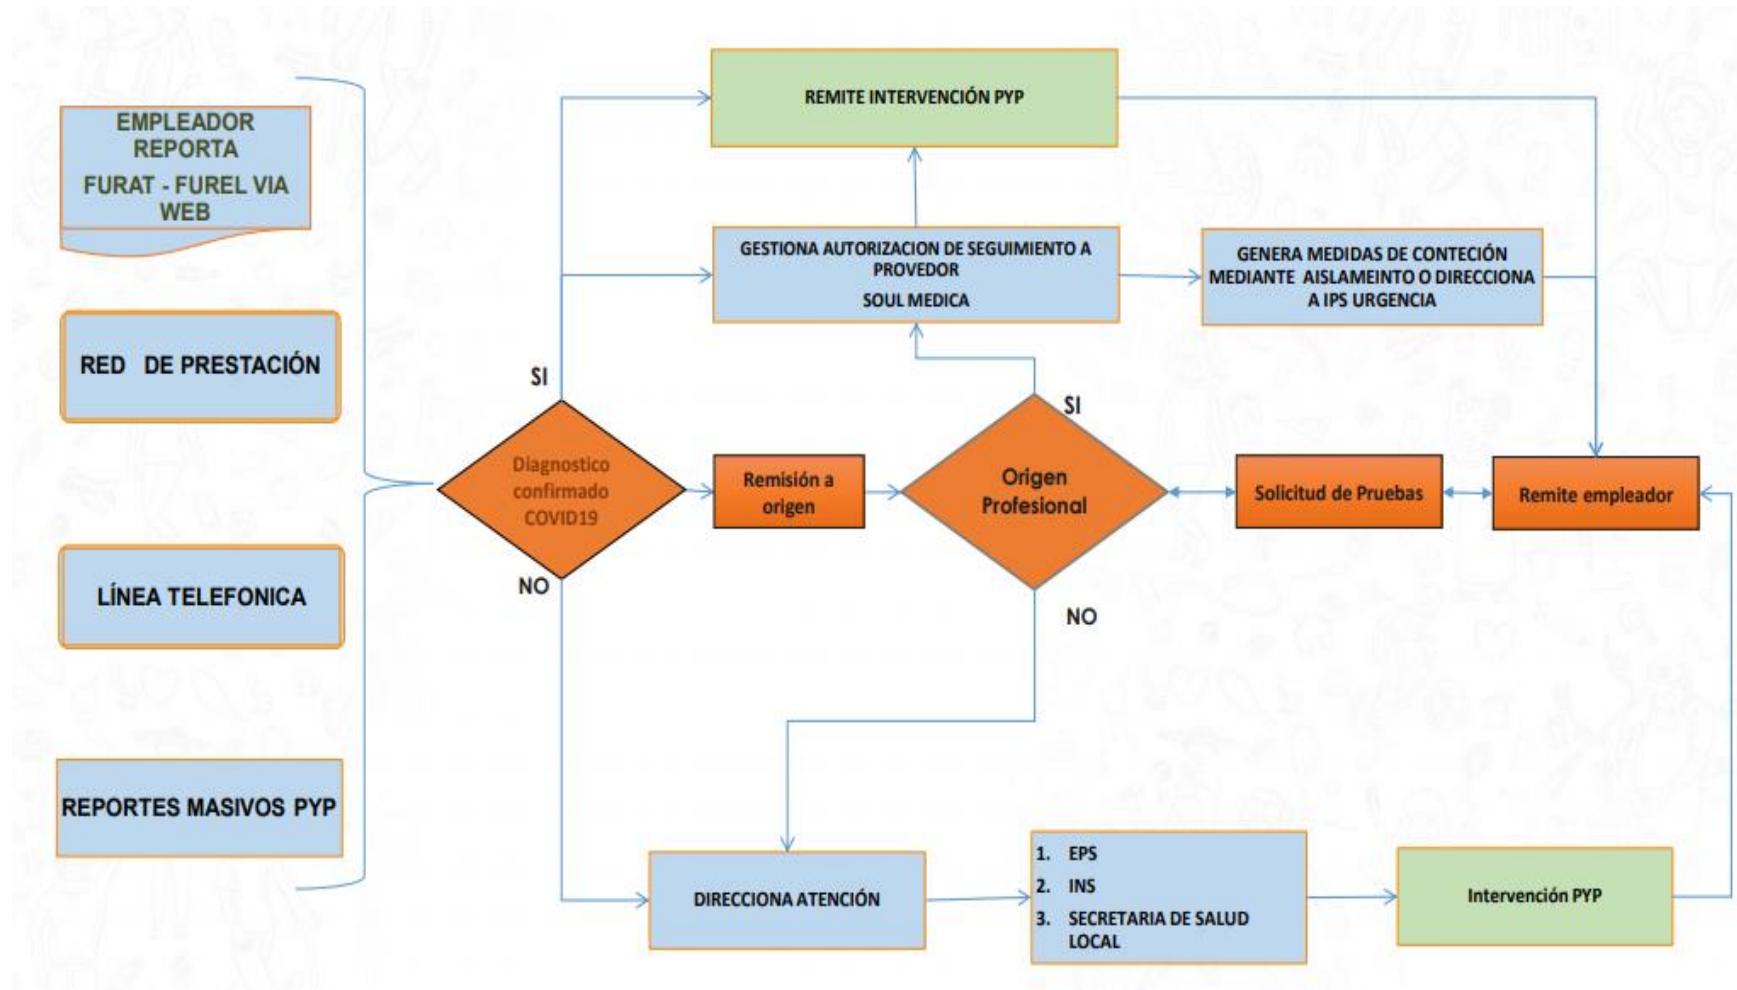 EMPLEADOR
REPORTA
FURAT - FUREL VIA
WEB
RED DE PRESTACIÓN
LÍNEA TELEFONICA
REPORTES MASIVOS PYP
SI
Diagnostico
confirmado
COVID19
NO
REMITE INTERVENCIÓN PYP
GESTIONA AUTORIZACION DE SEGUIMIENTO A
PROVEDOR
SOUL MEDICA
GENERA MEDIDAS DE CONTECIÓN
MEDIANTE AISLAMEINTO O DIRECCIONA
A IPS URGENCIA
Remisión a
origen
SI
Origen
Profesional
NO
Solicitud de Pruebas
Remite empleador
DIRECCIONA ATENCIÓN
1. EPS
2. INS
3. SECRETARIA DE SALUD
LOCAL
Intervención PYP